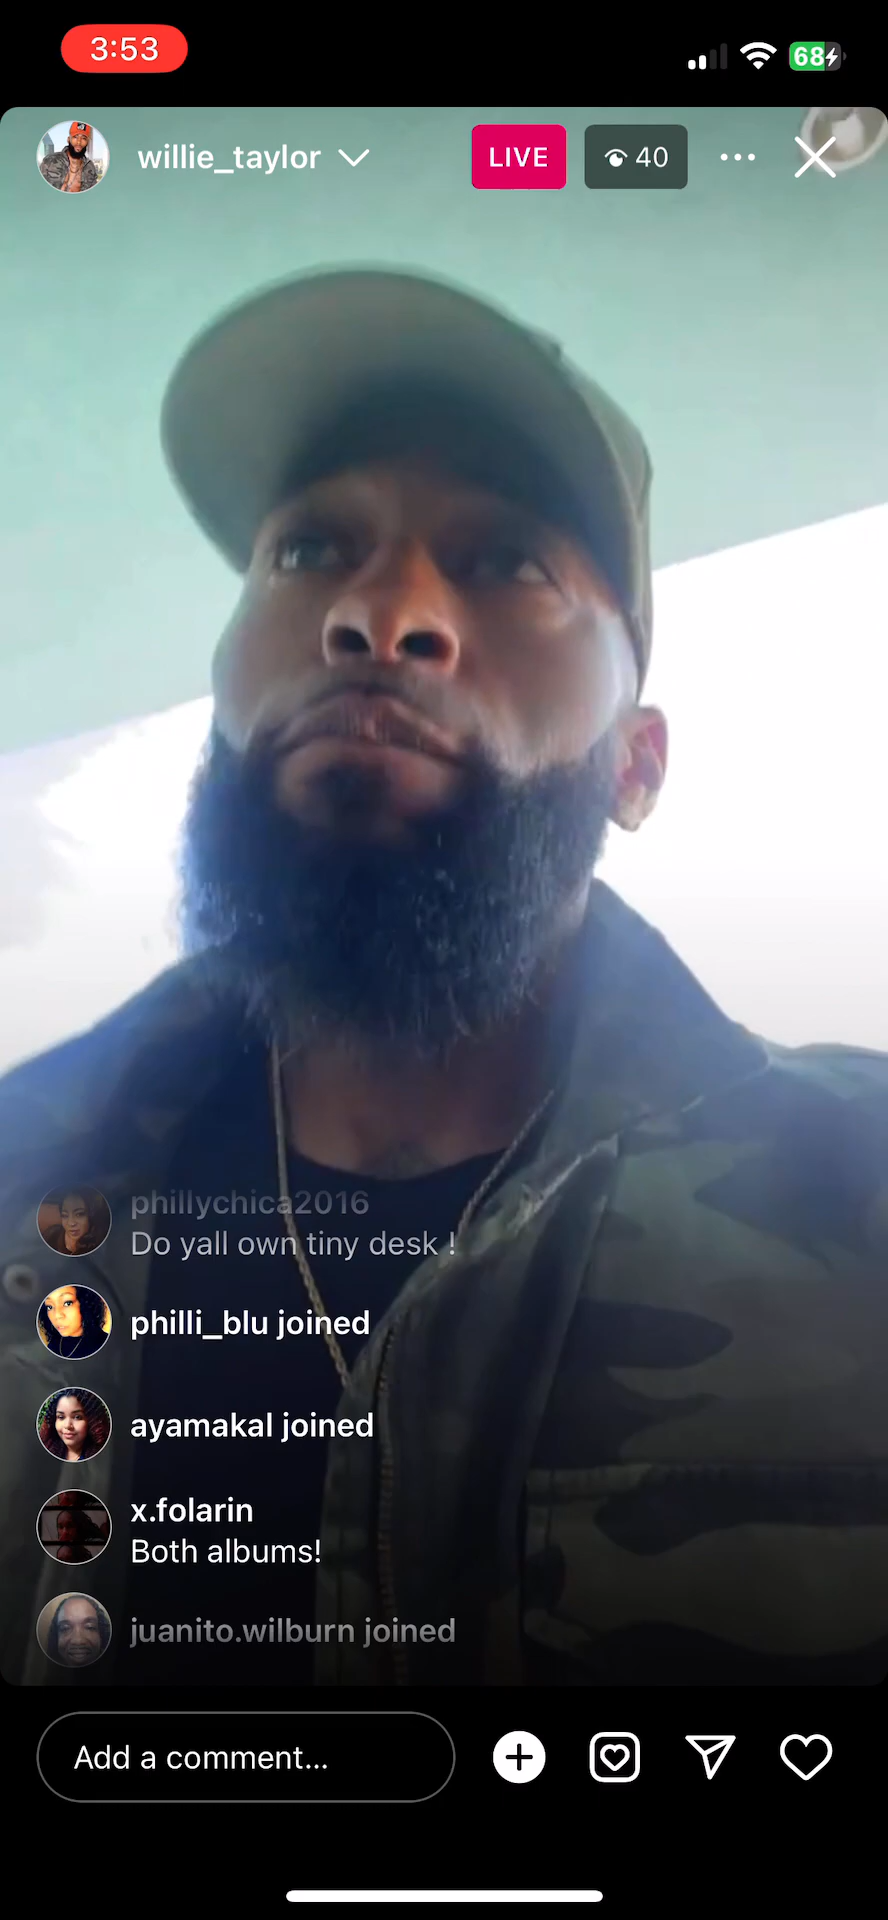 3:53
68
willie_taylor
LIVE
40
phillychica2016
Do yall own tiny desk !
philli_blu joined
ayamakal joined
x.folarin
Both albums!
juanito.wilburn joined
Add a comment...